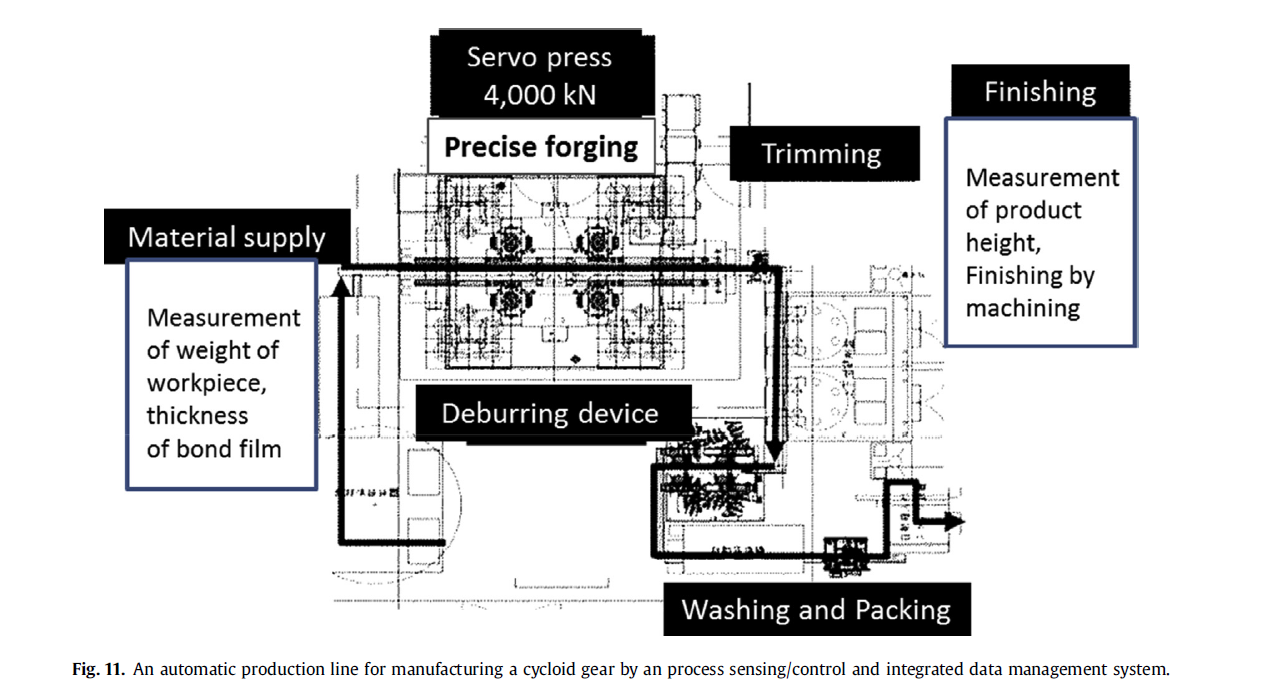 Servo press
4,000 kN
Precise forging
Finishing
Trimming
Measurement
of product
height,
Finishing by
machining
Material supply
Measurement
of weight of
workpiece,
thickness
of bond film
Deburring device
Washing and Packing
Fig. 11. An automatic production line for manufacturing a cycloid gear by an process sensing/control and integrated data management system.